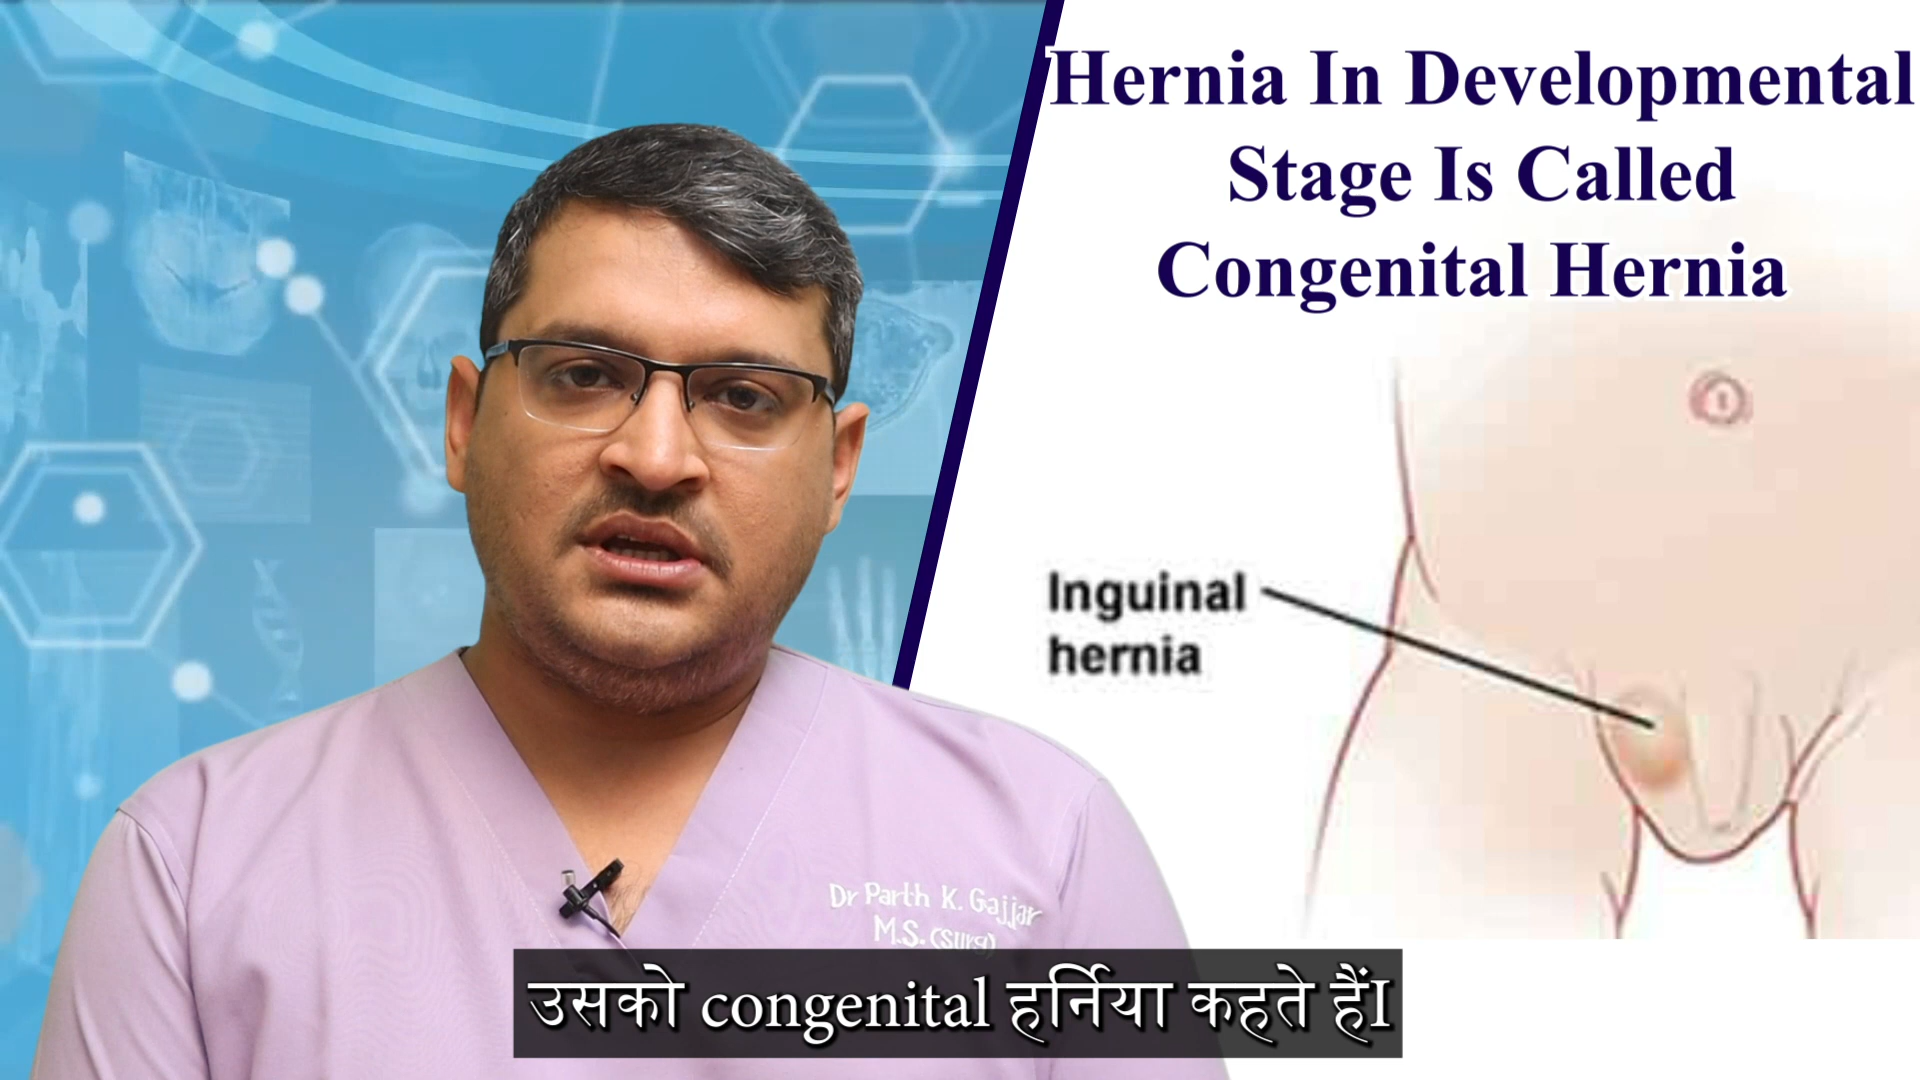 Hernia In Developmental
Stage Is Called
Congenital Hernia
Inguinal
hernia
Dr Parth K. Gajjar
M.S. (Surg)
उसको congenital हर्निया कहते हैंI